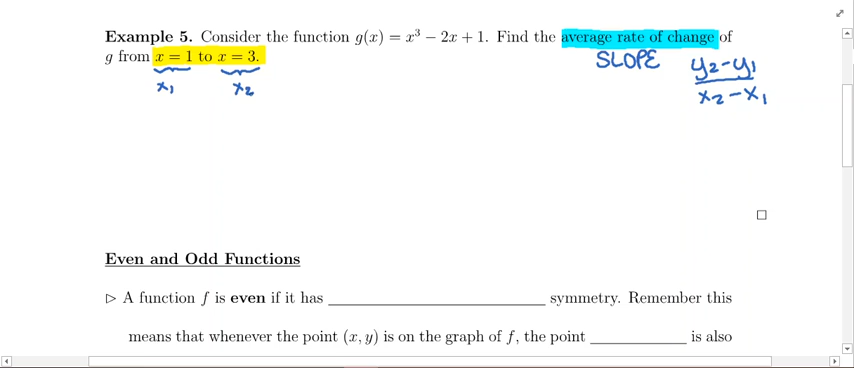 Example 5. Consider the function g(x) = x³ − 2x + 1. Find the average rate of change of
g from x = 1 to x = 3.
SLOPE
y₂-y₁
x₂-x₁
x₁
x₂
Even and Odd Functions
▷ A function f is even if it has ____________ symmetry. Remember this
means that whenever the point (x, y) is on the graph of f, the point ________ is also